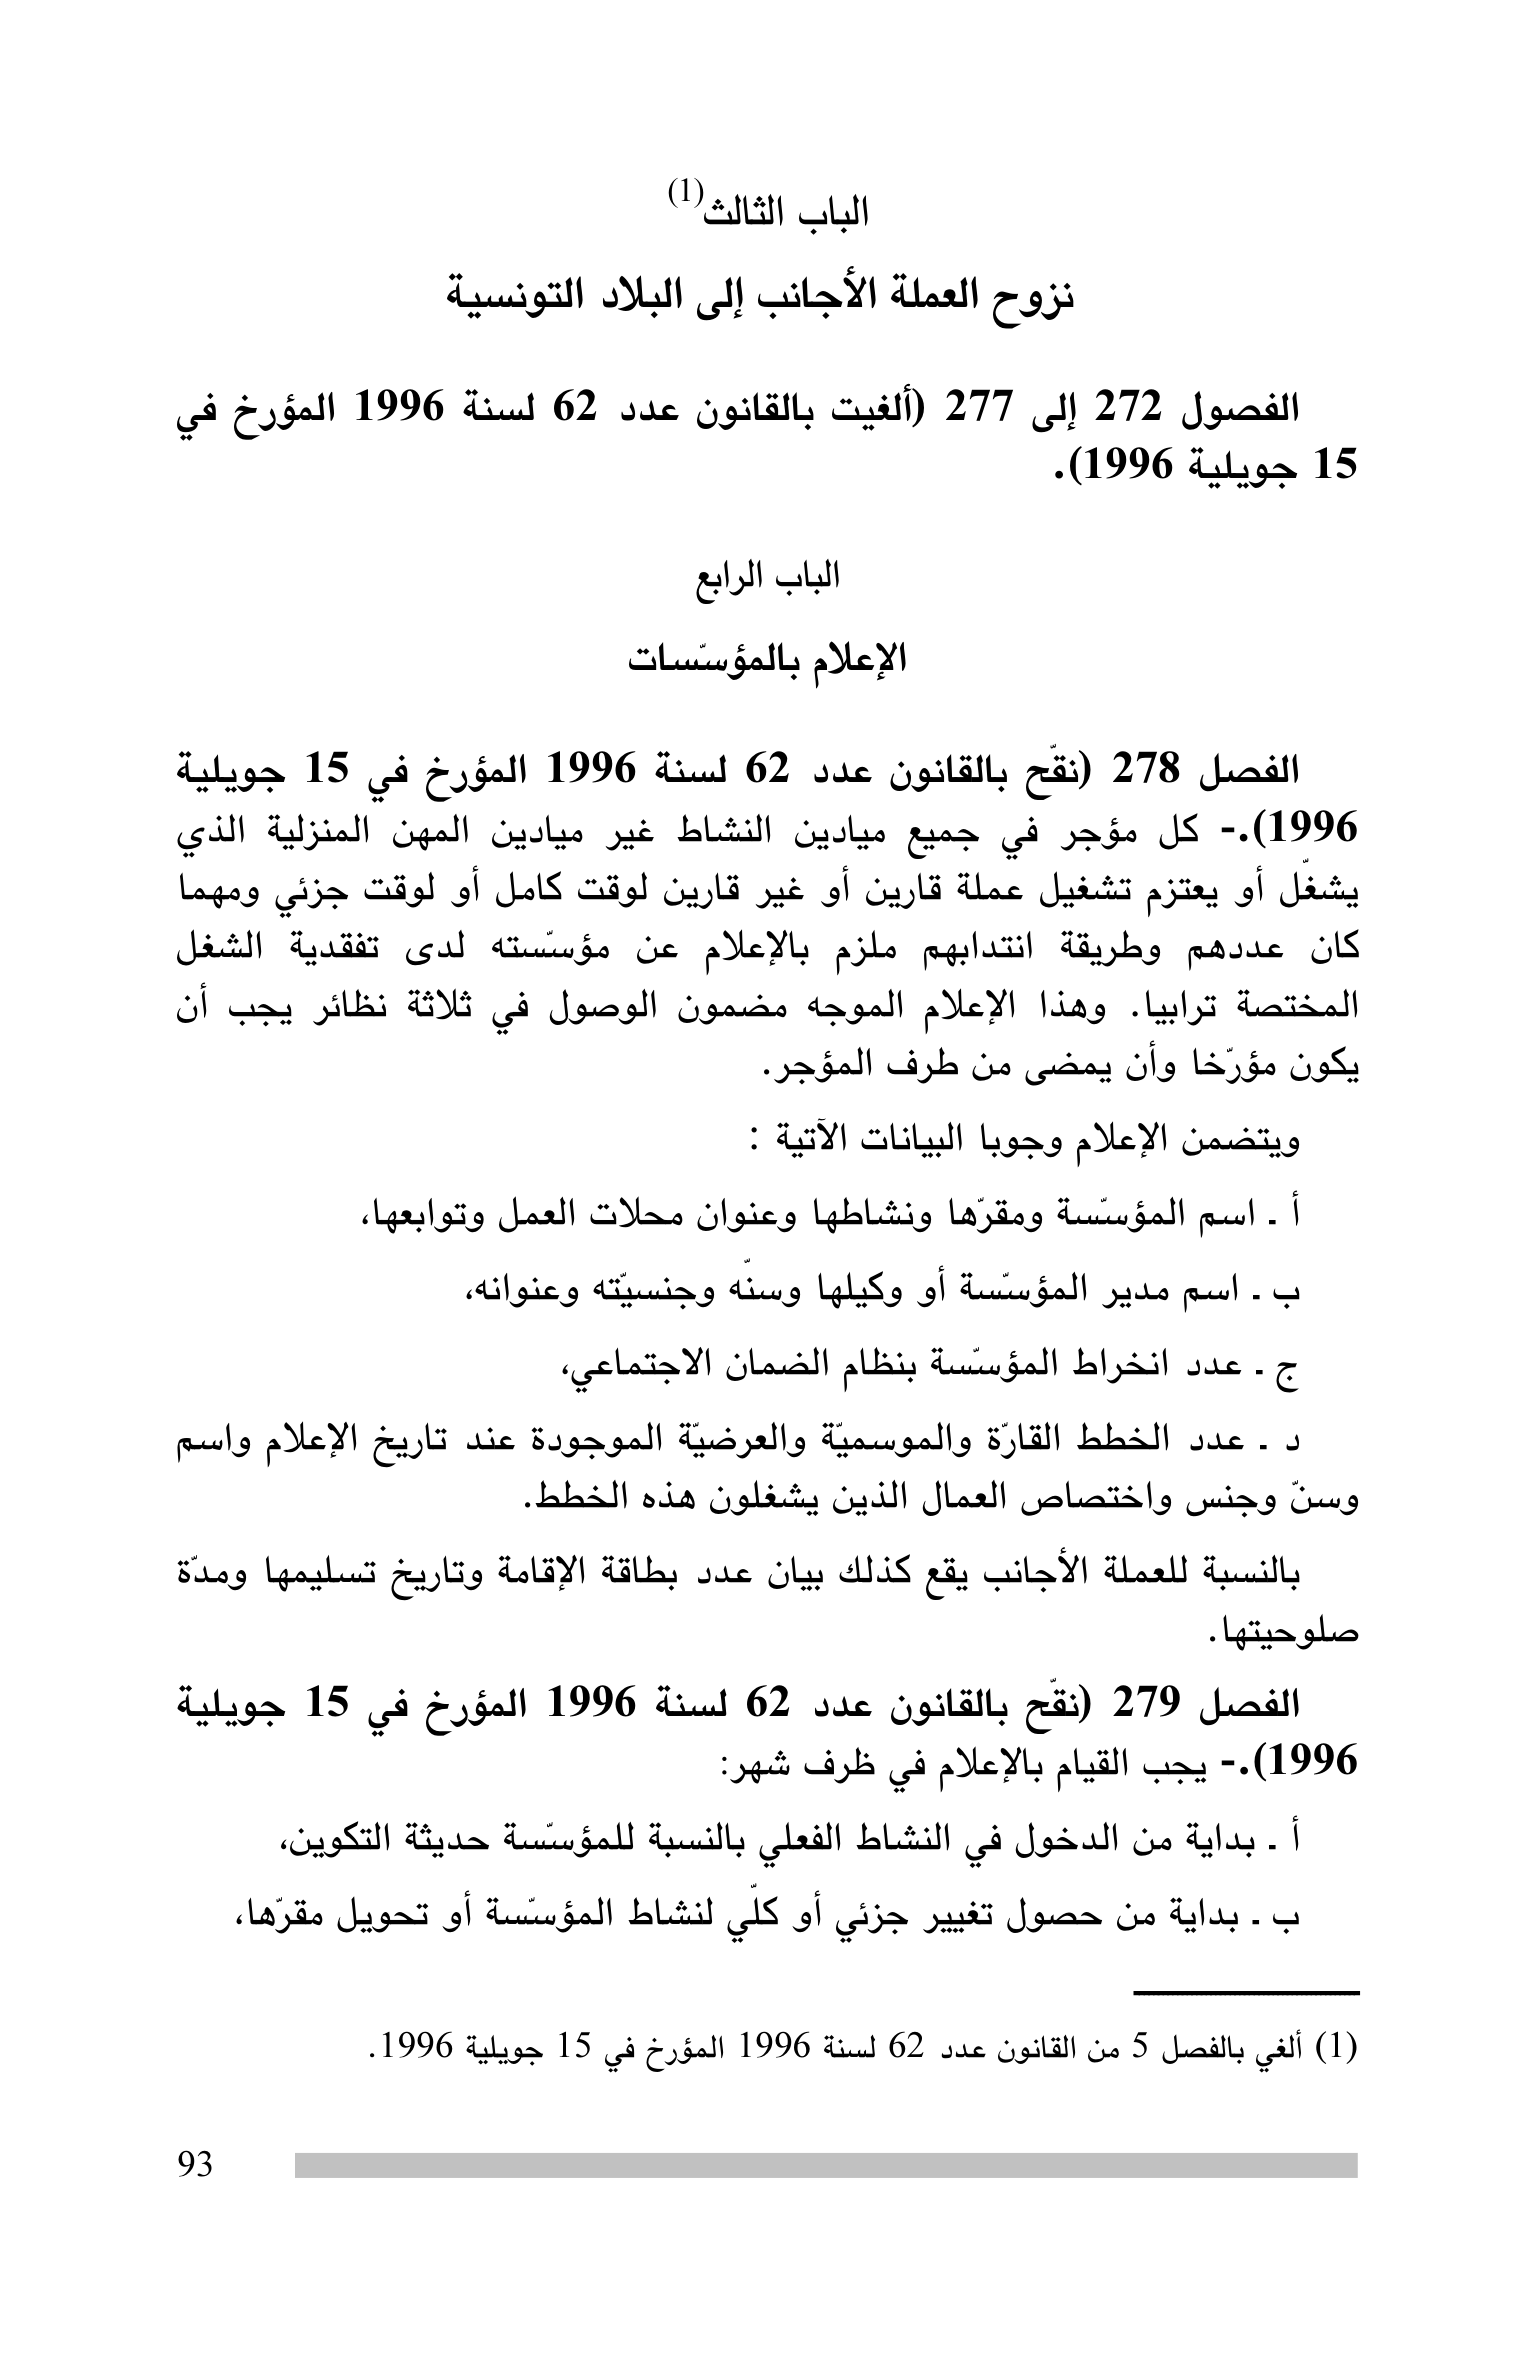 الباب الثالث(1)
نزوح العملة الأجانب إلى البلاد التونسية
الفصول 272 إلى 277 (ألغيت بالقانون عدد 62 لسنة 1996 المؤرخ في
15 جويلية 1996).
الباب الرابع
الإعلام بالمؤسّسات
الفصل 278 (نقّح بالقانون عدد 62 لسنة 1996 المؤرخ في 15 جويلية
1996).- كل مؤجر في جميع ميادين النشاط غير ميادين المهن المنزلية الذي
يشغّل أو يعتزم تشغيل عملة قارين أو غير قارين لوقت كامل أو لوقت جزئي ومهما
كان عددهم وطريقة انتدابهم ملزم بالإعلام عن مؤسّسته لدى تفقدية الشغل
المختصة ترابيا. وهذا الإعلام الموجه مضمون الوصول في ثلاثة نظائر يجب أن
يكون مؤرّخا وأن يمضى من طرف المؤجر.
ويتضمن الإعلام وجوبا البيانات الآتية :
أ ـ اسم المؤسّسة ومقرّها ونشاطها وعنوان محلات العمل وتوابعها،
ب ـ اسم مدير المؤسّسة أو وكيلها وسنّه وجنسيّته وعنوانه،
ج ـ عدد انخراط المؤسّسة بنظام الضمان الاجتماعي،
د ـ عدد الخطط القارّة والموسميّة والعرضيّة الموجودة عند تاريخ الإعلام واسم
وسنّ وجنس واختصاص العمال الذين يشغلون هذه الخطط.
بالنسبة للعملة الأجانب يقع كذلك بيان عدد بطاقة الإقامة وتاريخ تسليمها ومدّة
صلوحيتها.
الفصل 279 (نقّح بالقانون عدد 62 لسنة 1996 المؤرخ في 15 جويلية
1996).- يجب القيام بالإعلام في ظرف شهر:
أ ـ بداية من الدخول في النشاط الفعلي بالنسبة للمؤسّسة حديثة التكوين،
ب ـ بداية من حصول تغيير جزئي أو كلّي لنشاط المؤسّسة أو تحويل مقرّها،
(1) ألغي بالفصل 5 من القانون عدد 62 لسنة 1996 المؤرخ في 15 جويلية 1996.
93